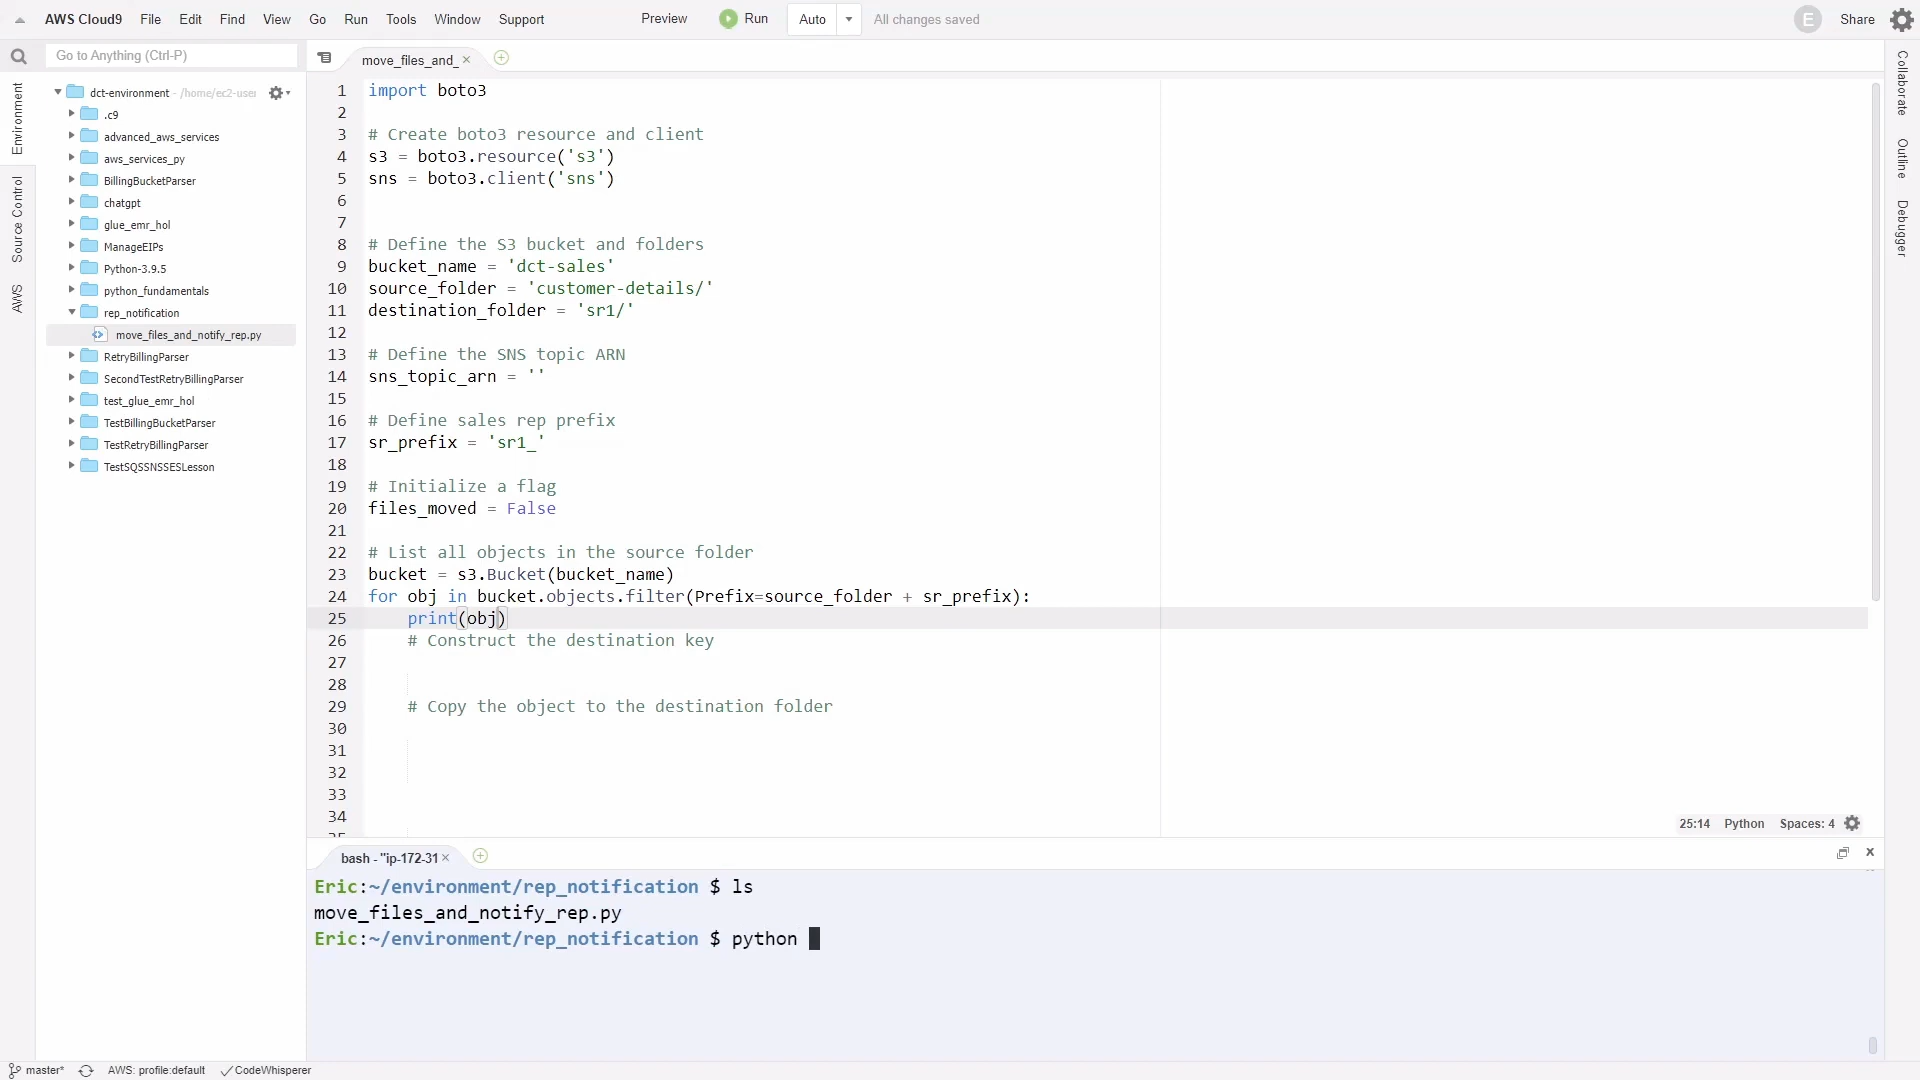 AWS Cloud9 File Edit Find View Go Run Tools Window Support Preview Run Auto All changes saved E Share
Go to Anything (Ctrl-P)
move_files_and_
Environment
Source Control
AWS
dct-environment - /home/ec2-user
.c9
advanced_aws_services
aws_services_py
BillingBucketParser
chatgpt
glue_emr_hol
ManageEIPs
Python-3.9.5
python_fundamentals
rep_notification
move_files_and_notify_rep.py
RetryBillingParser
SecondTestRetryBillingParser
test_glue_emr_hol
TestBillingBucketParser
TestRetryBillingParser
TestSQSSNSSESLesson
1 import boto3
2
3 # Create boto3 resource and client
4 s3 = boto3.resource('s3')
5 sns = boto3.client('sns')
6
7
8 # Define the S3 bucket and folders
9 bucket_name = 'dct-sales'
10 source_folder = 'customer-details/'
11 destination_folder = 'sr1/'
12
13 # Define the SNS topic ARN
14 sns_topic_arn = ''
15
16 # Define sales rep prefix
17 sr_prefix = 'sr1_'
18
19 # Initialize a flag
20 files_moved = False
21
22 # List all objects in the source folder
23 bucket = s3.Bucket(bucket_name)
24 for obj in bucket.objects.filter(Prefix=source_folder + sr_prefix):
25 print(obj)
26 # Construct the destination key
27
28
29 # Copy the object to the destination folder
30
31
32
33
34
35
25:14 Python Spaces: 4
Collaborate
Outline
Debugger
bash - "ip-172-31
Eric:~/environment/rep_notification $ ls
move_files_and_notify_rep.py
Eric:~/environment/rep_notification $ python
master* AWS: profile:default CodeWhisperer